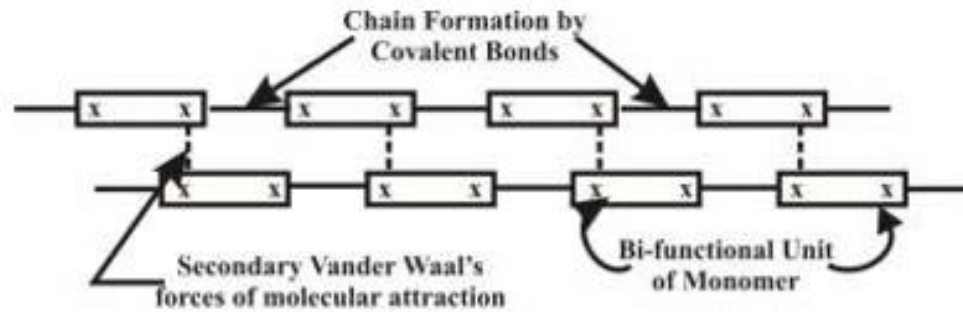 Chain Formation by
Covalent Bonds
x x x x x x x x
x x x x x x x x
Bi-functional Unit
of Monomer
Secondary Vander Waal's
forces of molecular attraction